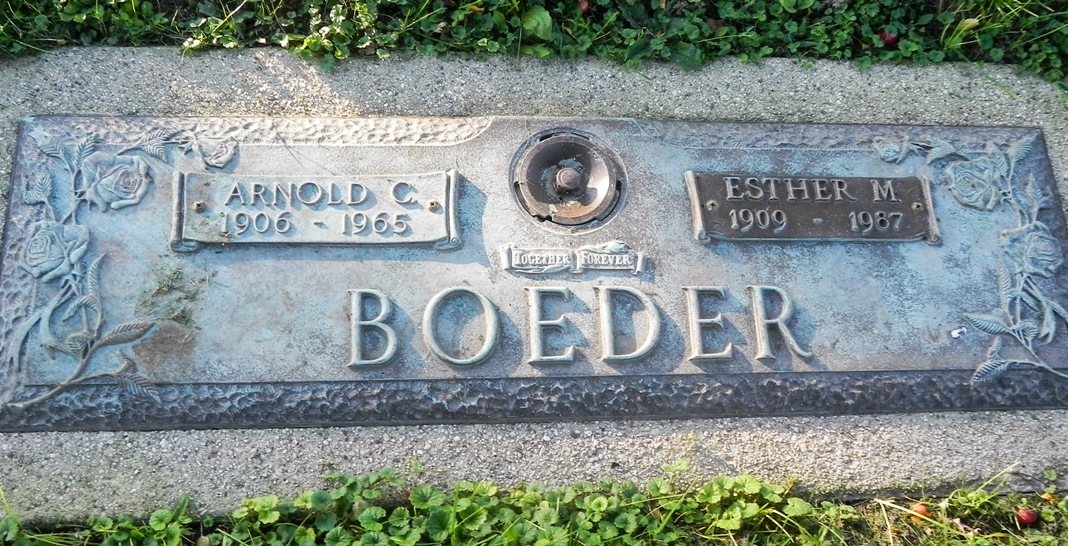 ARNOLD C.
1906 - 1965
ESTHER M.
1909 - 1987
TOGETHER FOREVER
BOEDER